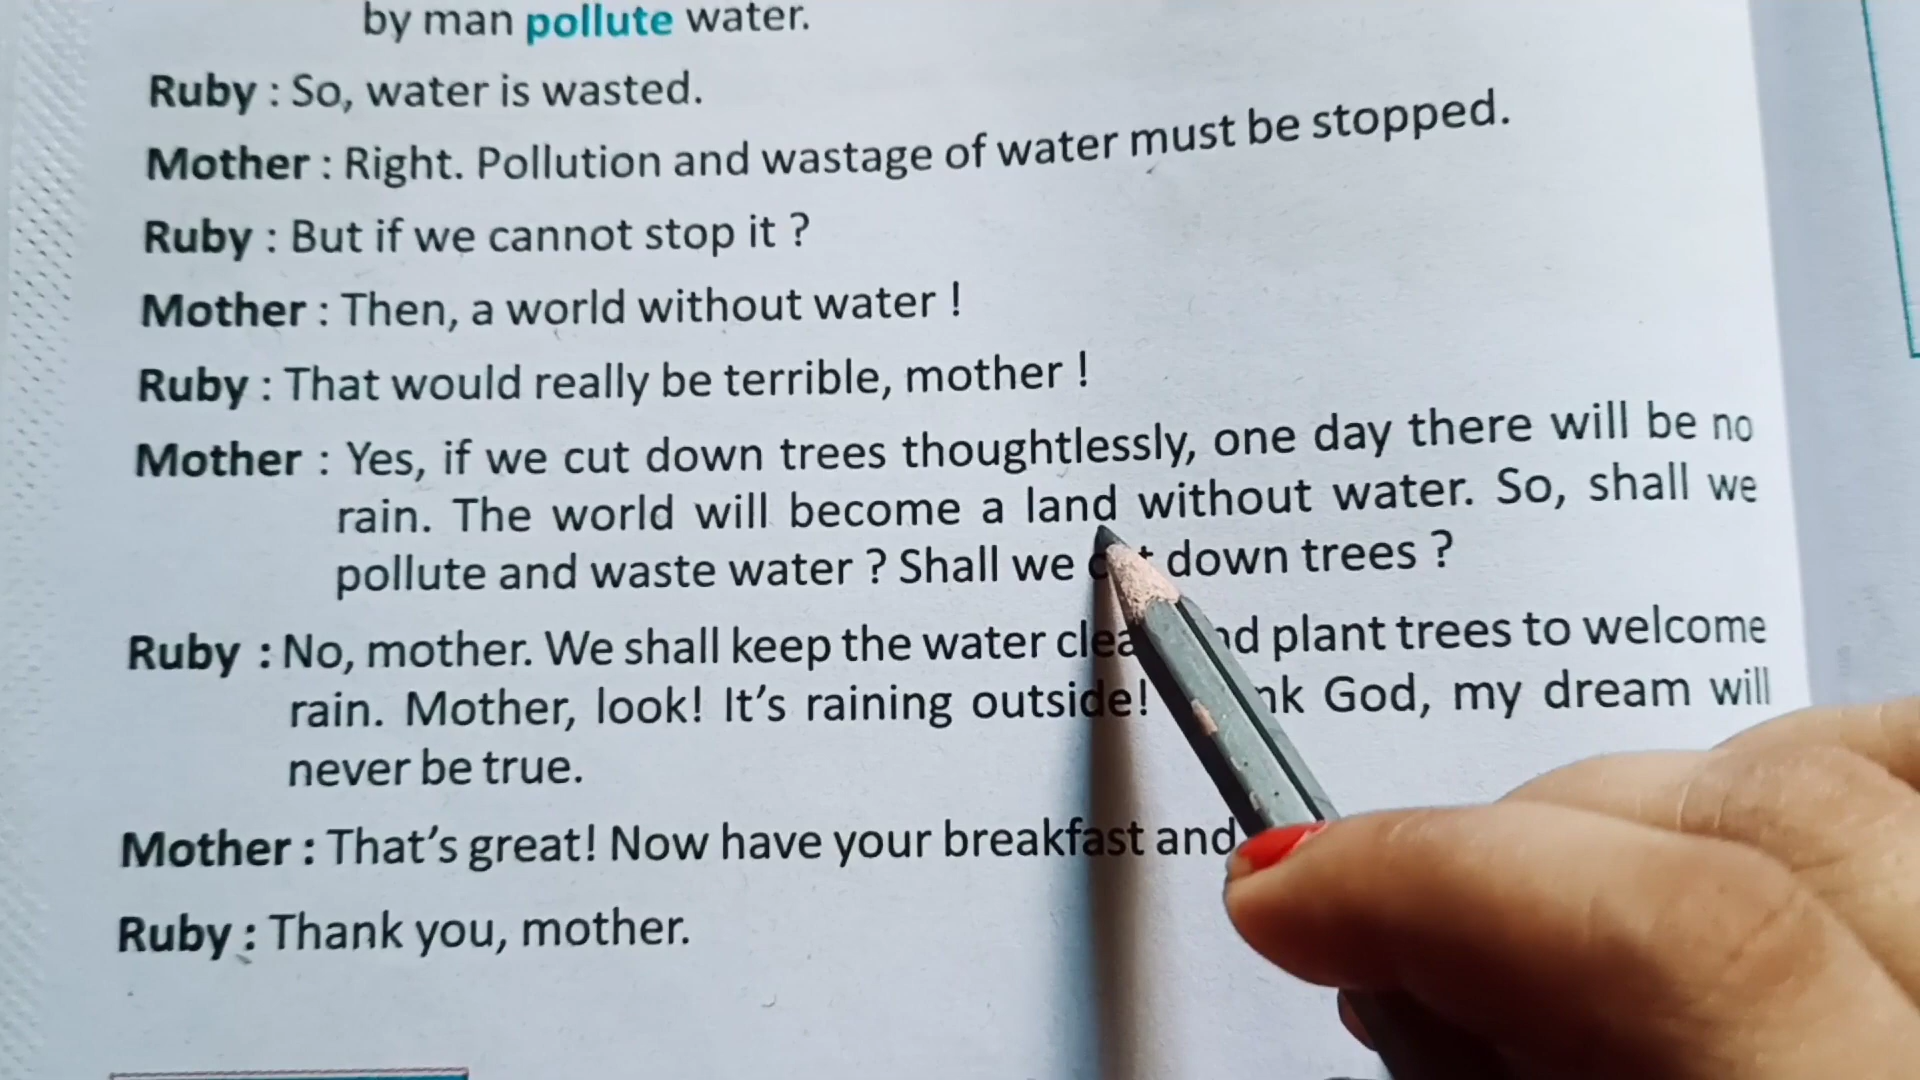 by man pollute water.
Ruby : So, water is wasted.
Mother : Right. Pollution and wastage of water must be stopped.
Ruby : But if we cannot stop it ?
Mother : Then, a world without water !
Ruby : That would really be terrible, mother !
Mother : Yes, if we cut down trees thoughtlessly, one day there will be no
rain. The world will become a land without water. So, shall we
pollute and waste water ? Shall we down trees ?
Ruby : No, mother. We shall keep the water plant trees to welcome
rain. Mother, look! It's raining outside! God, my dream will
never be true.
Mother : That's great! Now have your breakfast and
Ruby : Thank you, mother.